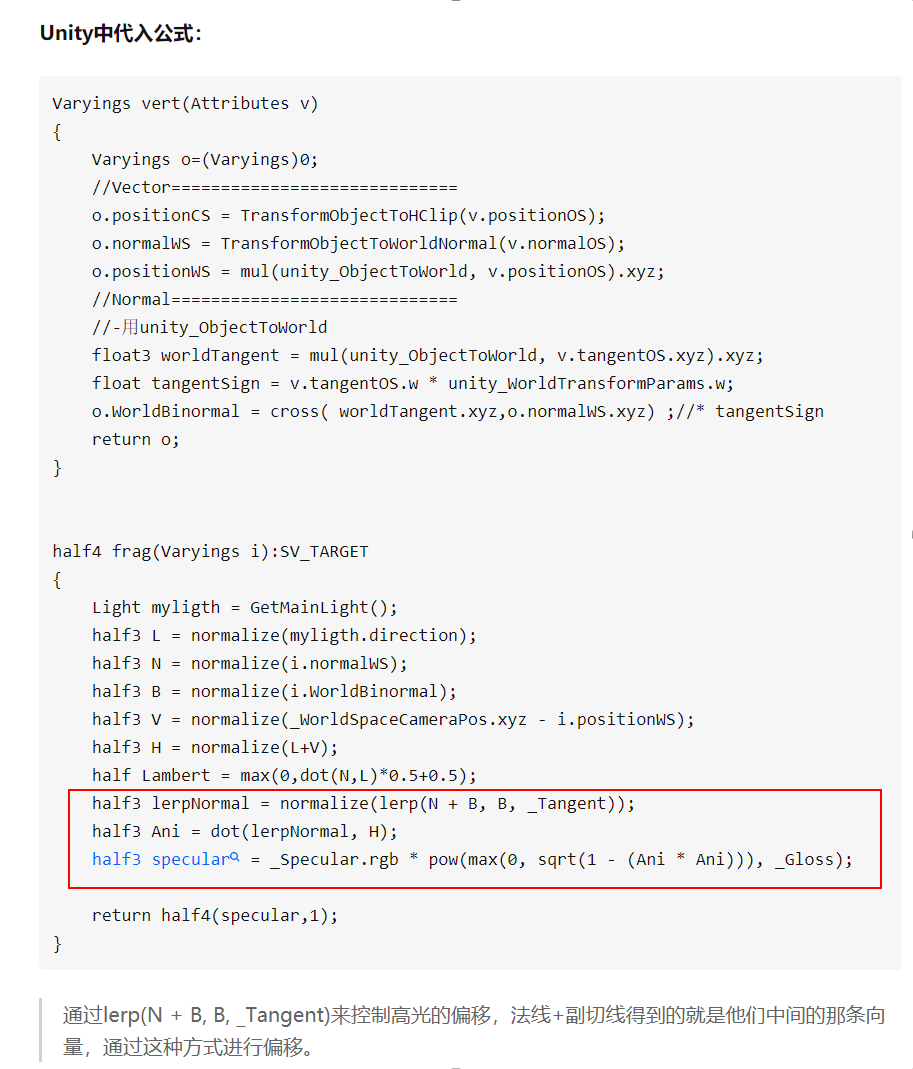 Unity中代入公式：
Varyings vert(Attributes v)
{
    Varyings o=(Varyings)0;
    //Vector=============================
    o.positionCS = TransformObjectToHClip(v.positionOS);
    o.normalWS = TransformObjectToWorldNormal(v.normalOS);
    o.positionWS = mul(unity_ObjectToWorld, v.positionOS).xyz;
    //Normal=============================
    //-用unity_ObjectToWorld
    float3 worldTangent = mul(unity_ObjectToWorld, v.tangentOS.xyz).xyz;
    float tangentSign = v.tangentOS.w * unity_WorldTransformParams.w;
    o.WorldBinormal = cross( worldTangent.xyz,o.normalWS.xyz) ;//* tangentSign
    return o;
}
half4 frag(Varyings i):SV_TARGET
{
    Light myligth = GetMainLight();
    half3 L = normalize(myligth.direction);
    half3 N = normalize(i.normalWS);
    half3 B = normalize(i.WorldBinormal);
    half3 V = normalize(_WorldSpaceCameraPos.xyz - i.positionWS);
    half3 H = normalize(L+V);
    half Lambert = max(0,dot(N,L)*0.5+0.5);
    half3 lerpNormal = normalize(lerp(N + B, B, _Tangent));
    half3 Ani = dot(lerpNormal, H);
    half3 specular = _Specular.rgb * pow(max(0, sqrt(1 - (Ani * Ani))), _Gloss);
    return half4(specular,1);
}
通过lerp(N + B, B, _Tangent)来控制高光的偏移，法线+副切线得到的就是他们中间的那条向
量，通过这种方式进行偏移。